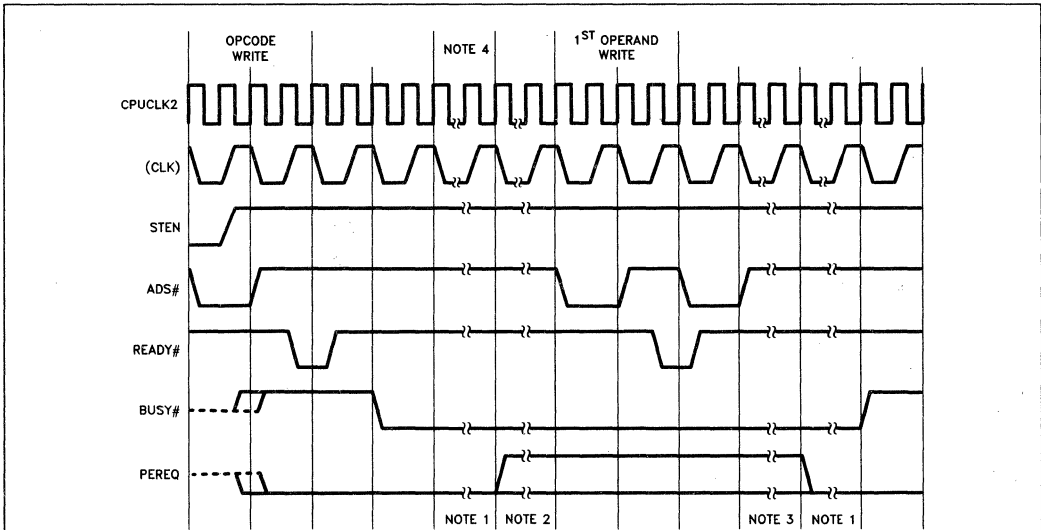 OPCODE
WRITE
NOTE 4
1ST OPERAND
WRITE
CPUCLK2
(CLK)
STEN
ADS#
READY#
BUSY#
PEREQ
NOTE 1
NOTE 2
NOTE 3
NOTE 1